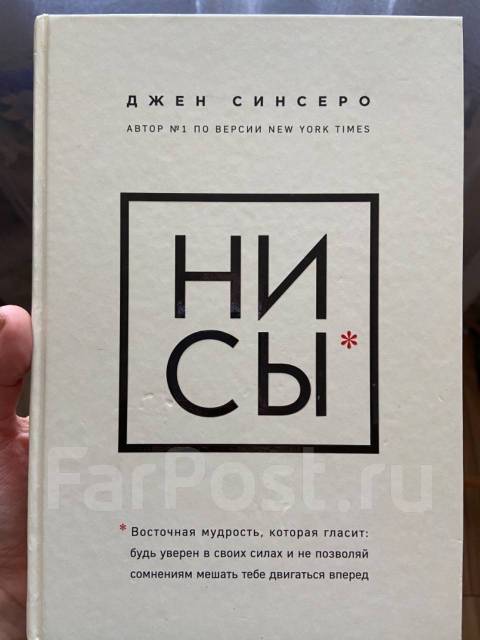 ДЖЕН СИНСЕРО
АВТОР №1 ПО ВЕРСИИ NEW YORK TIMES
НИ
СЫ*
FarPost.ru
* Восточная мудрость, которая гласит:
будь уверен в своих силах и не позволяй
сомнениям мешать тебе двигаться вперед